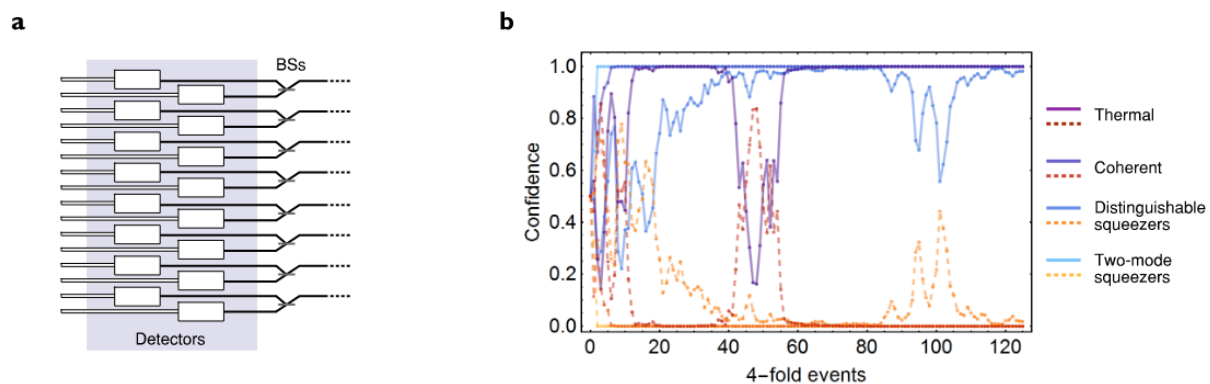 a
BSs
Detectors
b
Confidence
1.0
0.8
0.6
0.4
0.2
0.0
0
20
40
60
80
100
120
4-fold events
Thermal
Coherent
Distinguishable
squeezers
Two-mode
squeezers